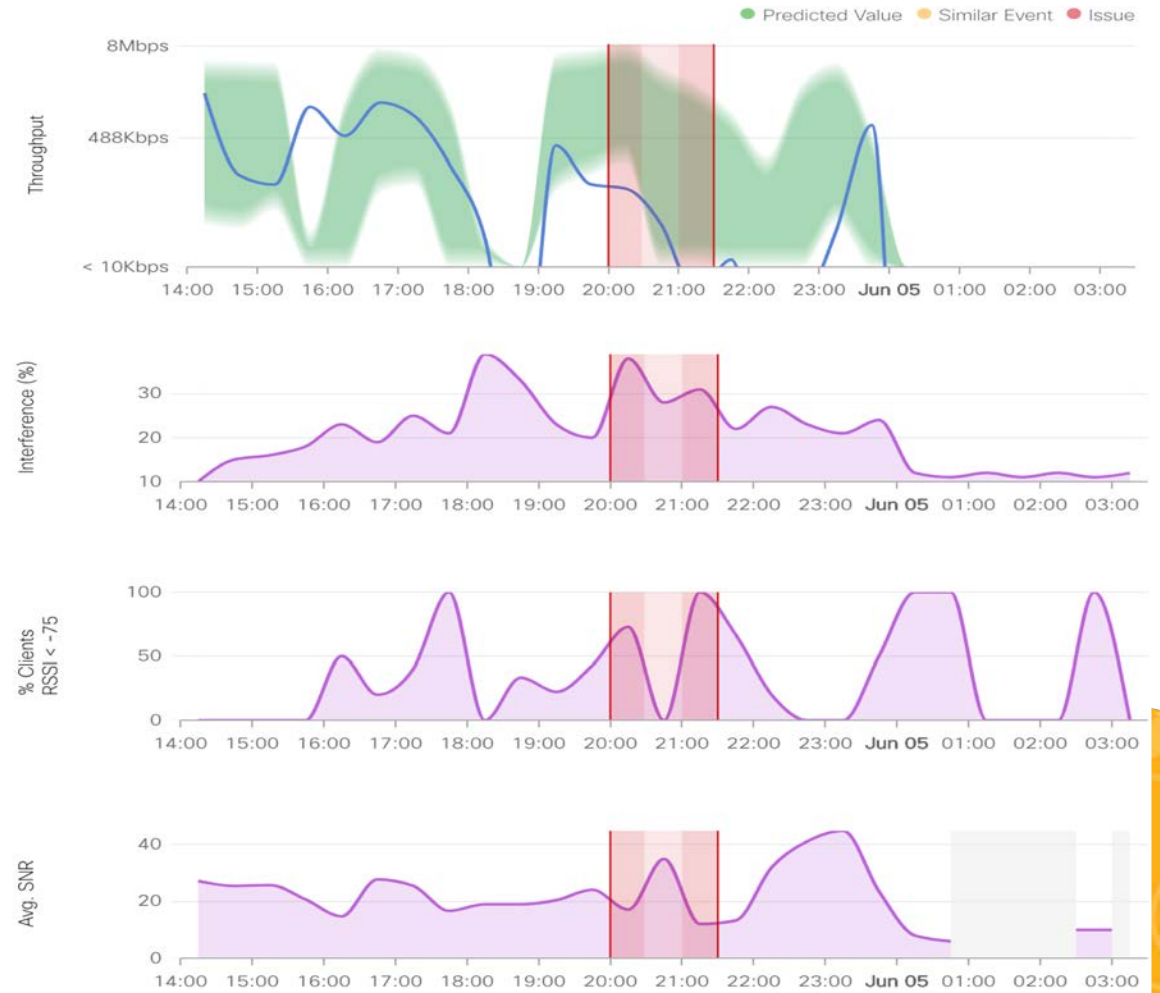 Predicted Value Similar Event Issue
Throughput
8Mbps
488Kbps
< 10Kbps
14:00 15:00 16:00 17:00 18:00 19:00 20:00 21:00 22:00 23:00 Jun 05 01:00 02:00 03:00
Interference (%)
30
20
10
14:00 15:00 16:00 17:00 18:00 19:00 20:00 21:00 22:00 23:00 Jun 05 01:00 02:00 03:00
% Clients
RSSI < -75
100
50
0
14:00 15:00 16:00 17:00 18:00 19:00 20:00 21:00 22:00 23:00 Jun 05 01:00 02:00 03:00
Avg. SNR
40
20
0
14:00 15:00 16:00 17:00 18:00 19:00 20:00 21:00 22:00 23:00 Jun 05 01:00 02:00 03:00